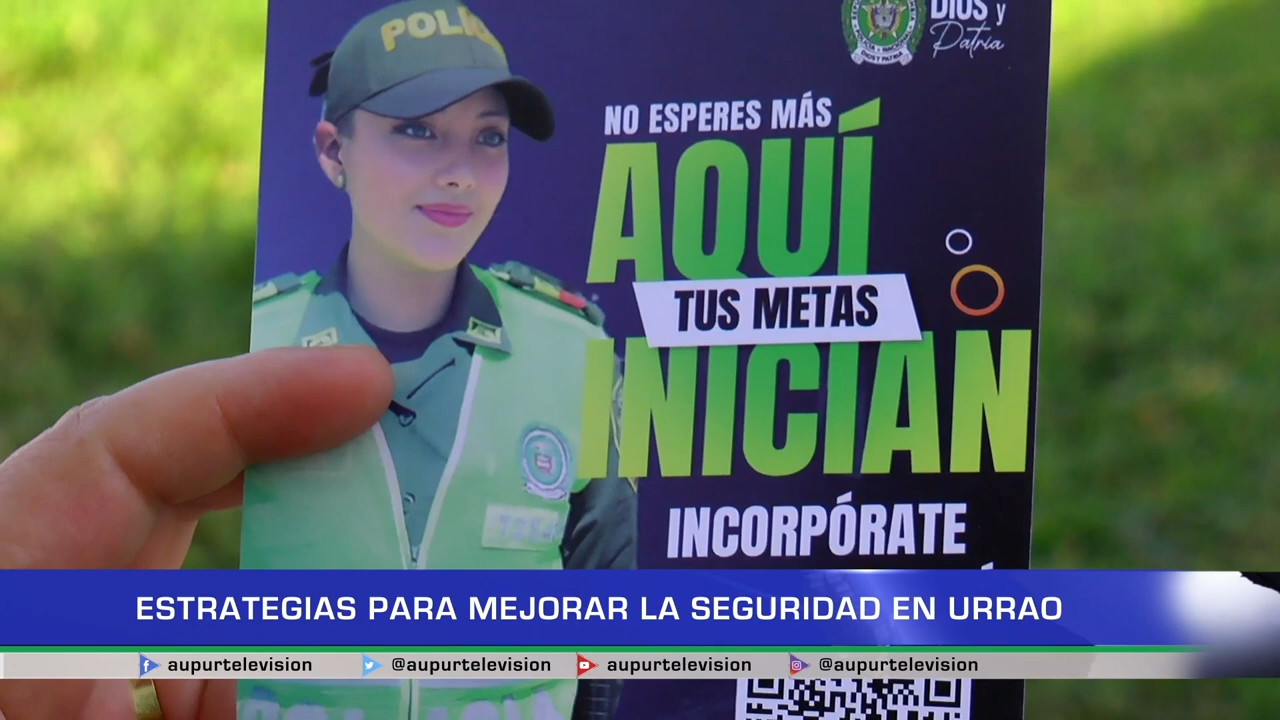 POLIC
DIOS y
Patria
NO ESPERES MÁS
AQUÍ
TUS METAS
INICIAN
INCORPÓRATE
ESTRATEGIAS PARA MEJORAR LA SEGURIDAD EN URRAO
aupurtelevision @aupurtelevision aupurtelevision @aupurtelevision